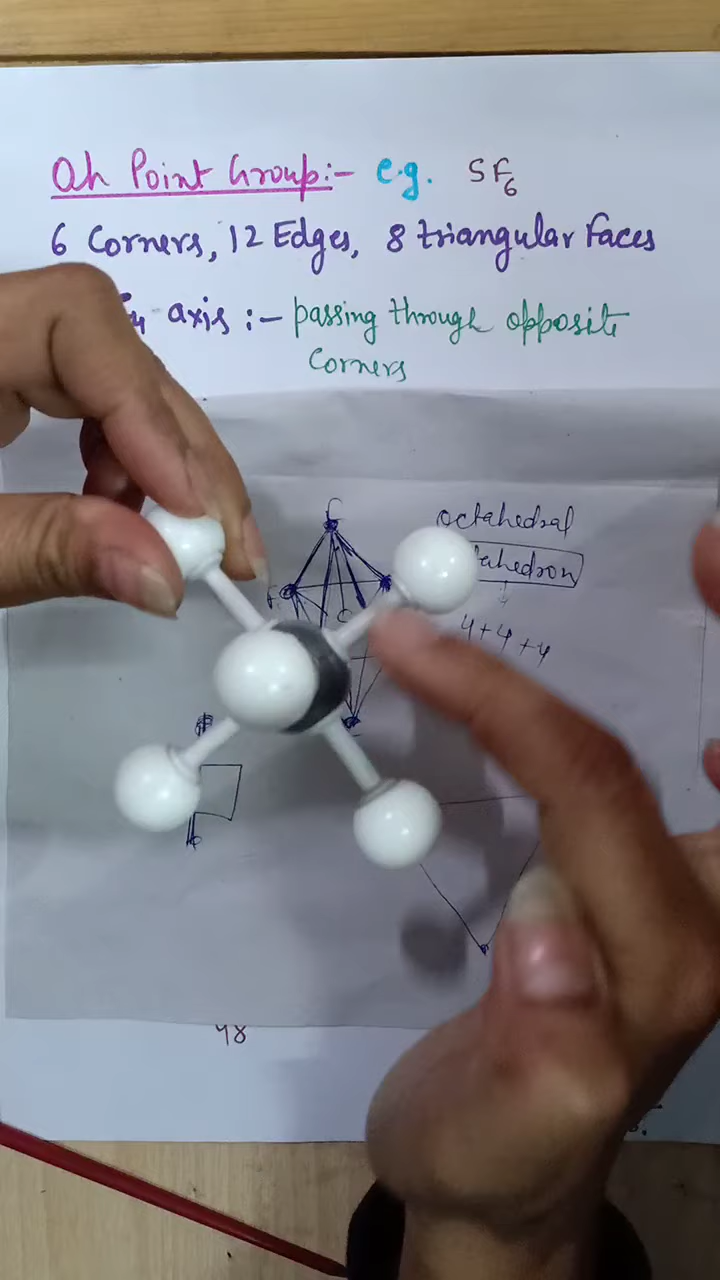 Oh Point Group:- e.g. SF6
6 Corners, 12 Edges, 8 triangular faces
axis :- passing through opposite
Corners
octahedral
4+4+4
48